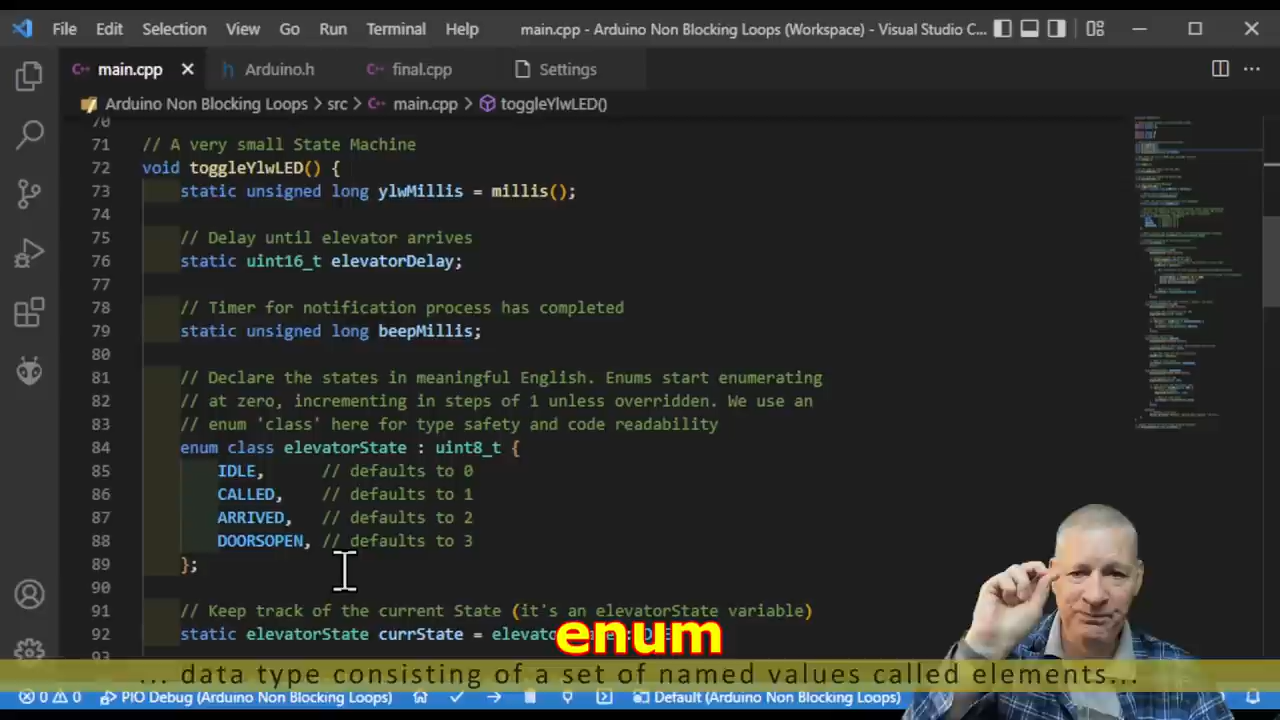 File Edit Selection View Go Run Terminal Help main.cpp - Arduino Non Blocking Loops (Workspace) - Visual Studio C...
main.cpp Arduino.h final.cpp Settings
Arduino Non Blocking Loops > src > main.cpp > toggleYlwLED()
70
71 // A very small State Machine
72 void toggleYlwLED() {
73 static unsigned long ylwMillis = millis();
74
75 // Delay until elevator arrives
76 static uint16_t elevatorDelay;
77
78 // Timer for notification process has completed
79 static unsigned long beepMillis;
80
81 // Declare the states in meaningful English. Enums start enumerating
82 // at zero, incrementing in steps of 1 unless overridden. We use an
83 // enum 'class' here for type safety and code readability
84 enum class elevatorState : uint8_t {
85 IDLE, // defaults to 0
86 CALLED, // defaults to 1
87 ARRIVED, // defaults to 2
88 DOORSOPEN, // defaults to 3
89 };
90
91 // Keep track of the current State (it's an elevatorState variable)
92 static elevatorState currState =
enum
93
... data type consisting of a set of named values called elements...
0 0 PIO Debug (Arduino Non Blocking Loops) Default (Arduino Non Blocking Loops)